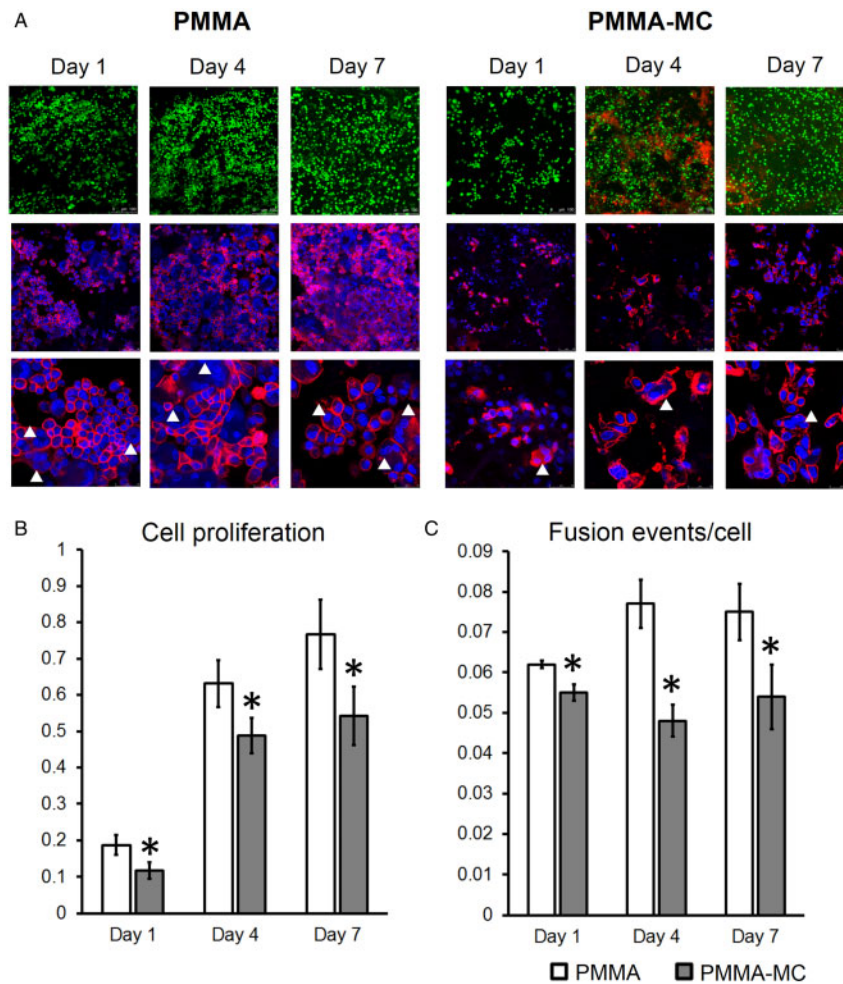 A
PMMA
PMMA-MC
Day 1
Day 4
Day 7
Day 1
Day 4
Day 7
B
Cell proliferation
1
0.9
0.8
0.7
0.6
0.5
0.4
0.3
0.2
0.1
0
*
*
*
Day 1
Day 4
Day 7
C
Fusion events/cell
0.09
0.08
0.07
0.06
0.05
0.04
0.03
0.02
0.01
0
*
*
*
Day 1
Day 4
Day 7
PMMA
PMMA-MC